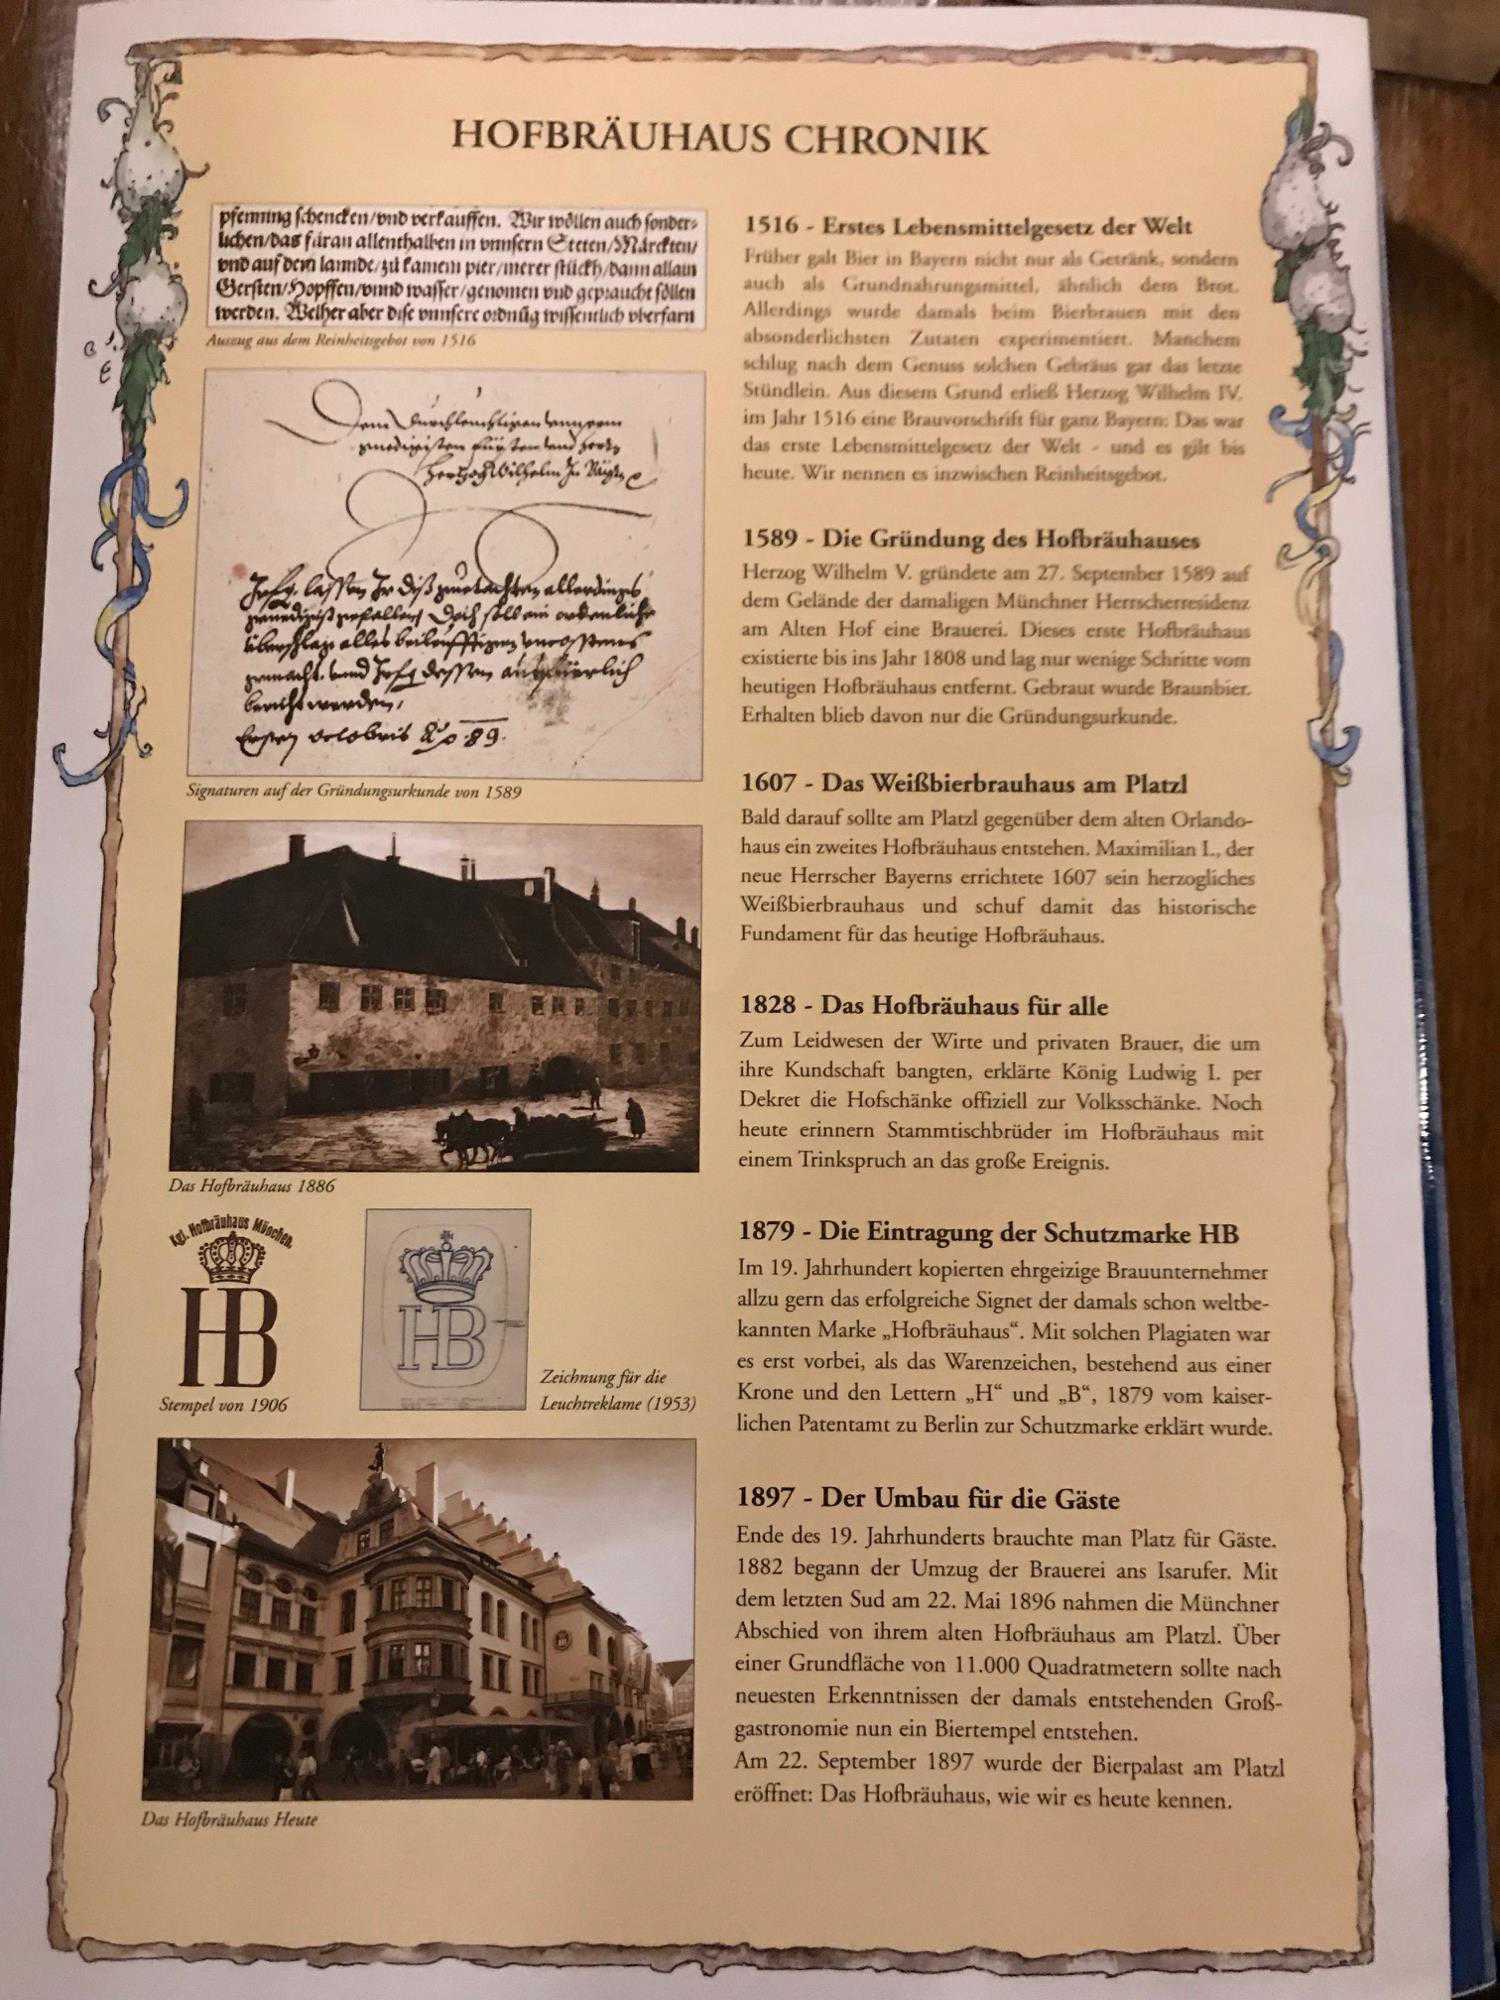 HOFBRÄUHAUS CHRONIK
pfenning schencken/vnd verkauffen. Wir wöllen auch sonder-
lichen/das füran allenthalben in vnnsern Steten/Märckten/
vnd auf dem lannde/zů kainem pier/merer stückh/dann allain
Gersten/Hopffen/vnnd wasser/genomen vnd gepraucht söllen
werden. Welher aber dise vnnsere ordnũg wissentlich vberfarn
Auszug aus dem Reinheitsgebot von 1516
Signaturen auf der Gründungsurkunde von 1589
Das Hofbräuhaus 1886
Kgl. Hofbräuhaus München.
HB
Stempel von 1906
HB
Zeichnung für die
Leuchtreklame (1953)
Das Hofbräuhaus Heute
1516 - Erstes Lebensmittelgesetz der Welt
Früher galt Bier in Bayern nicht nur als Getränk, sondern
auch als Grundnahrungsmittel, ähnlich dem Brot.
Allerdings wurde damals beim Bierbrauen mit den
absonderlichsten Zutaten experimentiert. Manchem
schlug nach dem Genuss solchen Gebräus gar das letzte
Stündlein. Aus diesem Grund erließ Herzog Wilhelm IV.
im Jahr 1516 eine Brauvorschrift für ganz Bayern: Das war
das erste Lebensmittelgesetz der Welt - und es gilt bis
heute. Wir nennen es inzwischen Reinheitsgebot.
1589 - Die Gründung des Hofbräuhauses
Herzog Wilhelm V. gründete am 27. September 1589 auf
dem Gelände der damaligen Münchner Herrscherresidenz
am Alten Hof eine Brauerei. Dieses erste Hofbräuhaus
existierte bis ins Jahr 1808 und lag nur wenige Schritte vom
heutigen Hofbräuhaus entfernt. Gebraut wurde Braunbier.
Erhalten blieb davon nur die Gründungsurkunde.
1607 - Das Weißbierbrauhaus am Platzl
Bald darauf sollte am Platzl gegenüber dem alten Orlando-
haus ein zweites Hofbräuhaus entstehen. Maximilian I., der
neue Herrscher Bayerns errichtete 1607 sein herzogliches
Weißbierbrauhaus und schuf damit das historische
Fundament für das heutige Hofbräuhaus.
1828 - Das Hofbräuhaus für alle
Zum Leidwesen der Wirte und privaten Brauer, die um
ihre Kundschaft bangten, erklärte König Ludwig I. per
Dekret die Hofschänke offiziell zur Volksschänke. Noch
heute erinnern Stammtischbrüder im Hofbräuhaus mit
einem Trinkspruch an das große Ereignis.
1879 - Die Eintragung der Schutzmarke HB
Im 19. Jahrhundert kopierten ehrgeizige Brauunternehmer
allzu gern das erfolgreiche Signet der damals schon weltbe-
kannten Marke „Hofbräuhaus“. Mit solchen Plagiaten war
es erst vorbei, als das Warenzeichen, bestehend aus einer
Krone und den Lettern „H“ und „B“, 1879 vom kaiser-
lichen Patentamt zu Berlin zur Schutzmarke erklärt wurde.
1897 - Der Umbau für die Gäste
Ende des 19. Jahrhunderts brauchte man Platz für Gäste.
1882 begann der Umzug der Brauerei ans Isarufer. Mit
dem letzten Sud am 22. Mai 1896 nahmen die Münchner
Abschied von ihrem alten Hofbräuhaus am Platzl. Über
einer Grundfläche von 11.000 Quadratmetern sollte nach
neuesten Erkenntnissen der damals entstehenden Groß-
gastronomie nun ein Biertempel entstehen.
Am 22. September 1897 wurde der Bierpalast am Platzl
eröffnet: Das Hofbräuhaus, wie wir es heute kennen.